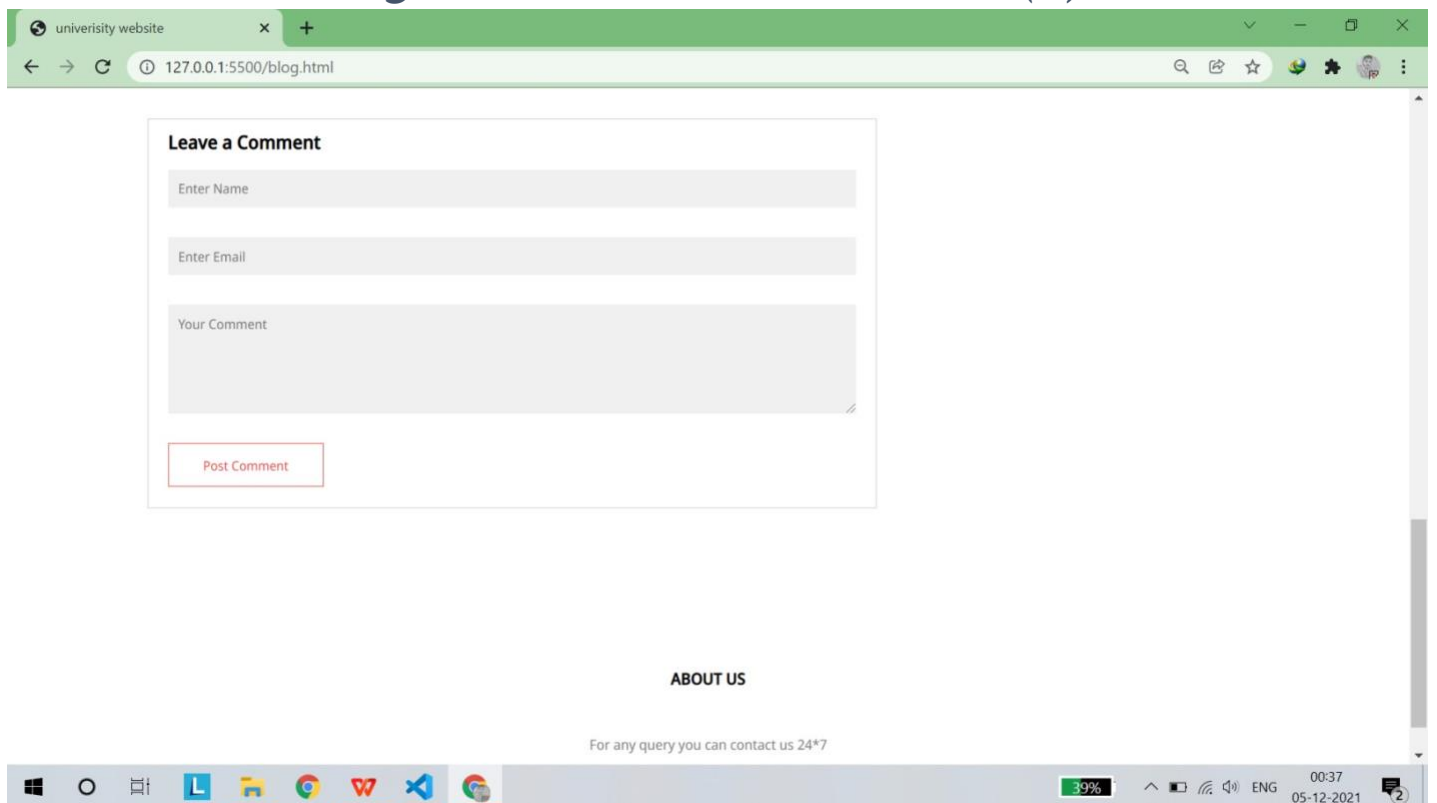 univerisity website
127.0.0.1:5500/blog.html
Leave a Comment
Enter Name
Enter Email
Your Comment
Post Comment
ABOUT US
For any query you can contact us 24*7
39%
ENG
00:37
05-12-2021
2